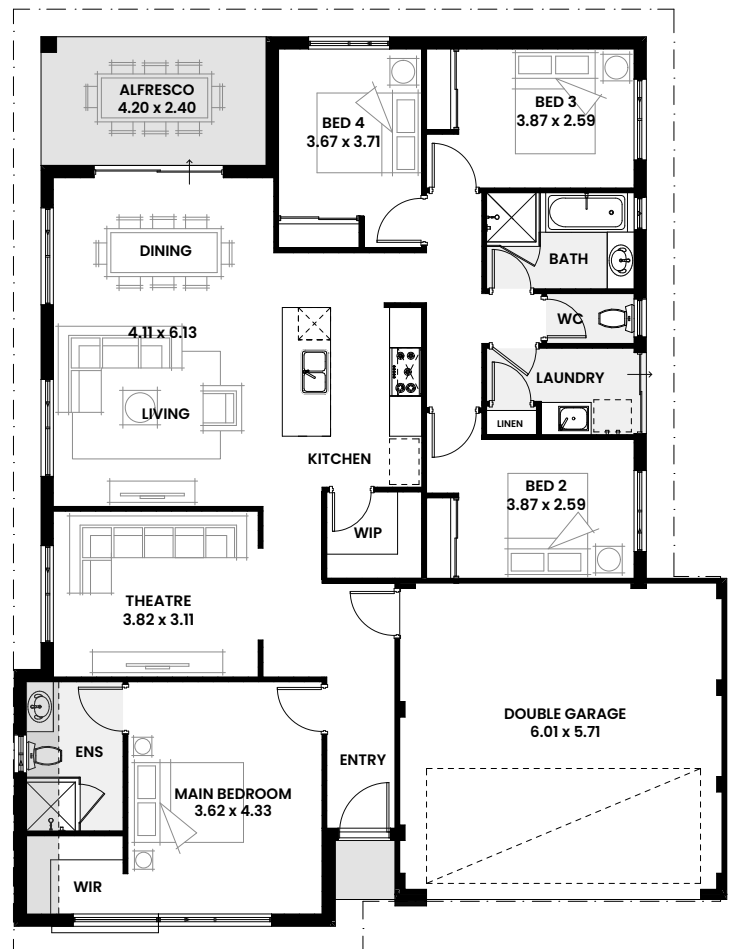 ALFRESCO
4.20 x 2.40
BED 4
3.67 x 3.71
BED 3
3.87 x 2.59
DINING
BATH
4.11 x 6.13
WC
LIVING
LAUNDRY
LINEN
KITCHEN
BED 2
3.87 x 2.59
WIP
THEATRE
3.82 x 3.11
DOUBLE GARAGE
6.01 x 5.71
ENS
ENTRY
MAIN BEDROOM
3.62 x 4.33
WIR